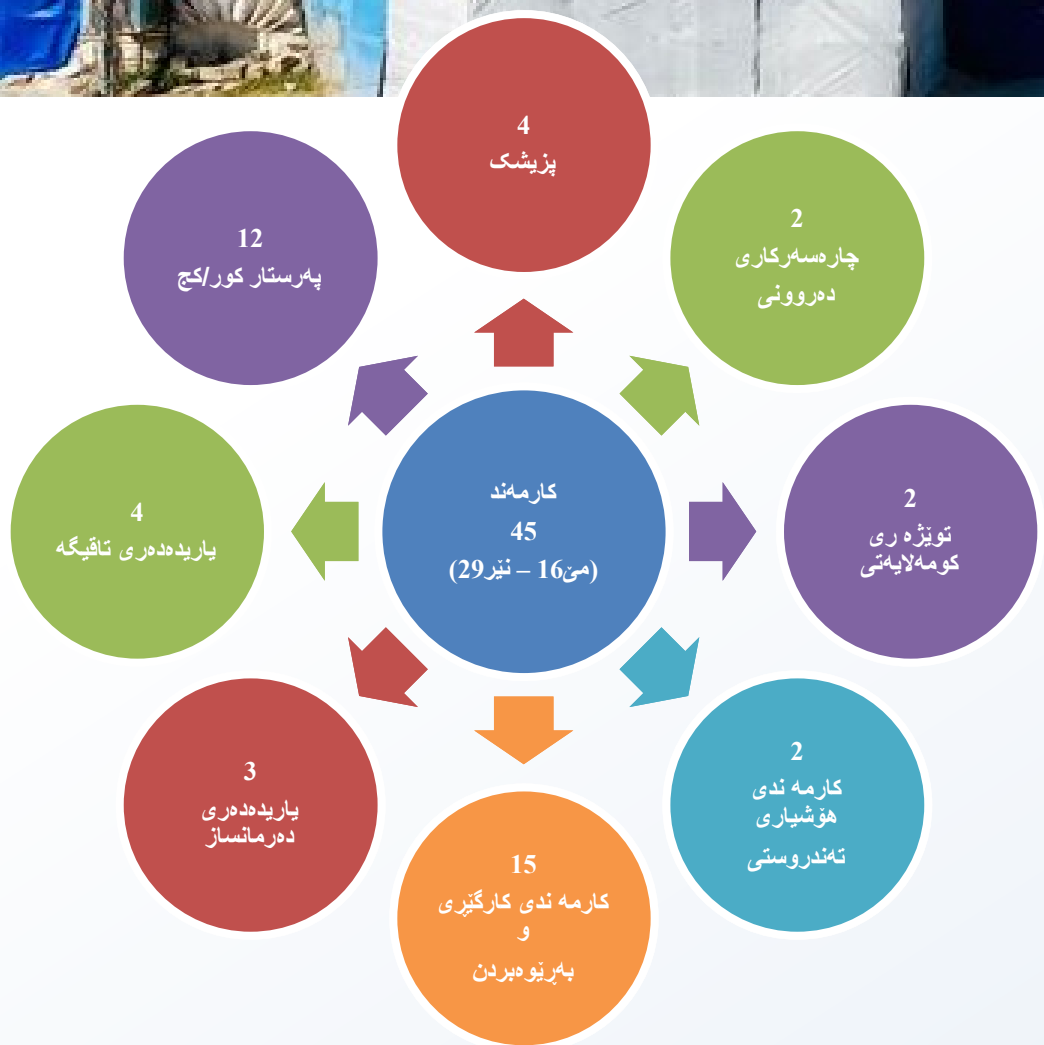 4
پزیشک
2
چارەسەرکاری
دەروونی
12
پەرستار کور/کچ
کارمەند
45
(مێ16 – نێر29)
2
توێژە ری
کومەلایەتی
4
یاریدەدەری تاقیگە
2
کارمە ندی
هۆشیاری
تەندروستی
3
یاریدەدەری
دەرمانساز
15
کارمە ندی کارگێڕی
و
بەڕێوەبردن